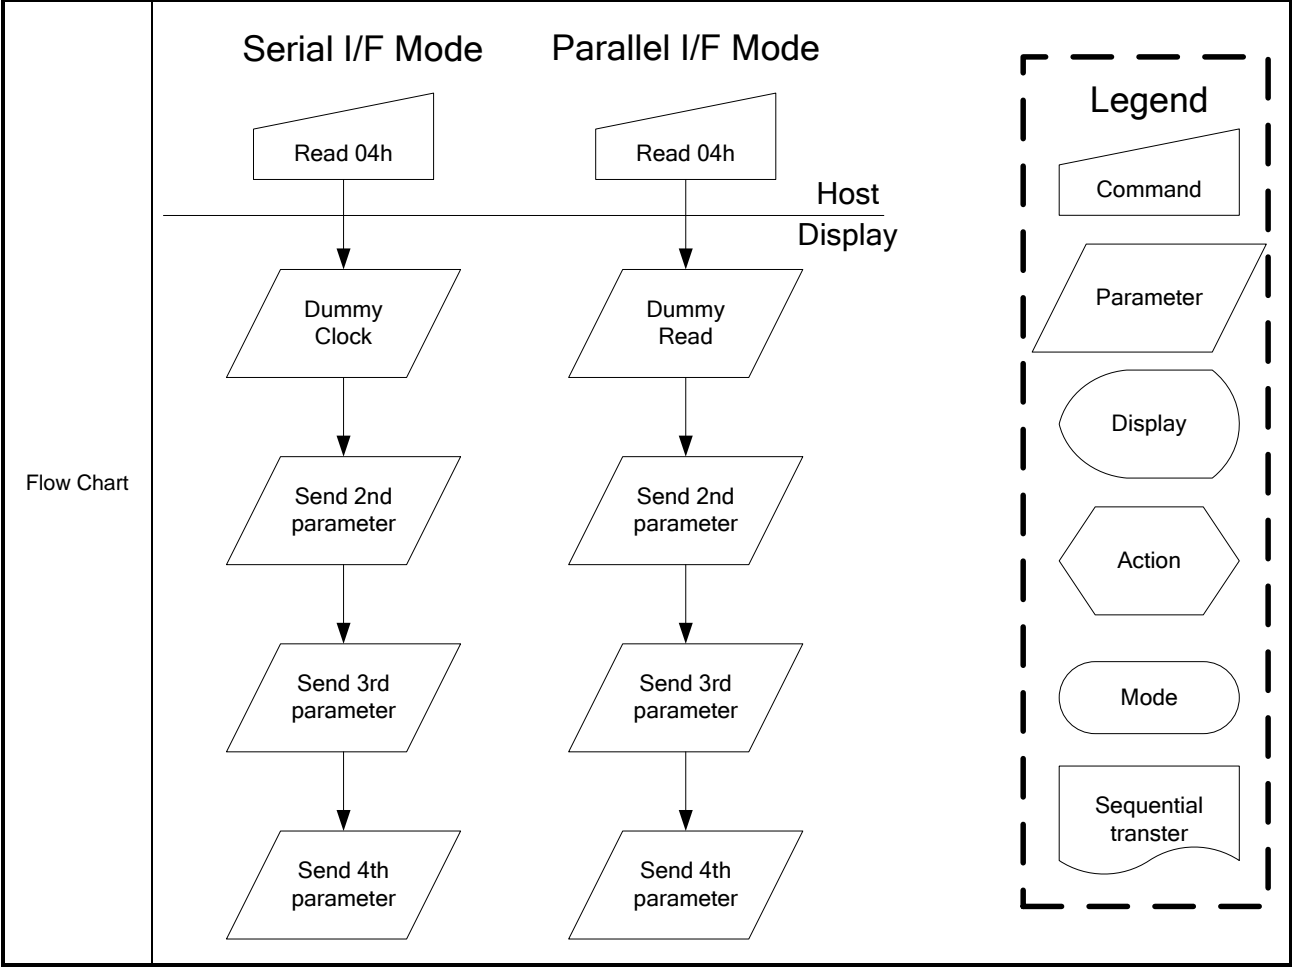 Flow Chart
Serial I/F Mode
Read 04h
Dummy
Clock
Send 2nd
parameter
Send 3rd
parameter
Send 4th
parameter
Parallel I/F Mode
Read 04h
Dummy
Read
Send 2nd
parameter
Send 3rd
parameter
Send 4th
parameter
Host
Display
Legend
Command
Parameter
Display
Action
Mode
Sequential
transter